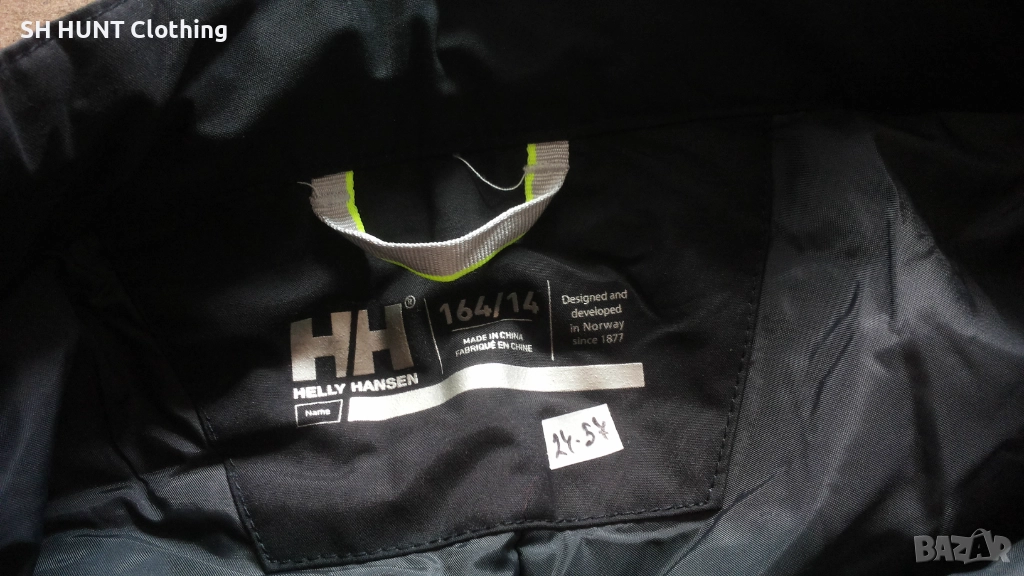 SH HUNT Clothing
HH®
HELLY HANSEN
164/14
MADE IN CHINA
FABRIQUÉ EN CHINE
Designed and
developed
in Norway
since 1877
Name
24-57
BAZAR